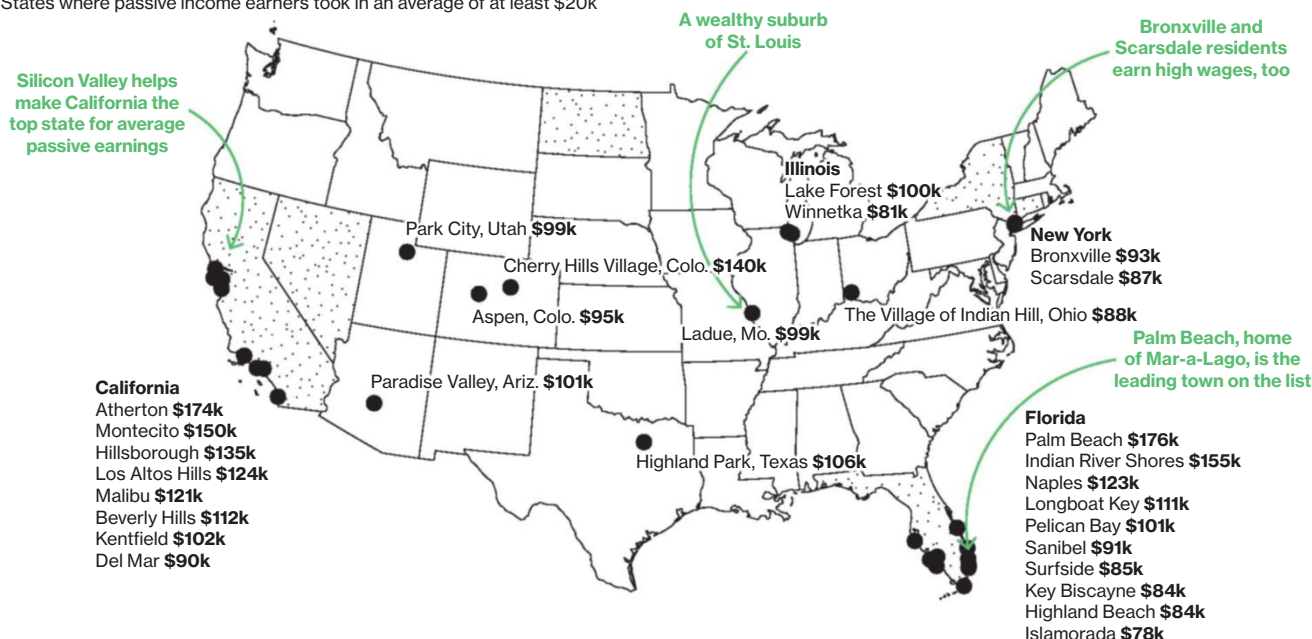 States where passive income earners took in an average of at least $20k
A wealthy suburb
of St. Louis
Bronxville and
Scarsdale residents
earn high wages, too
Silicon Valley helps
make California the
top state for average
passive earnings
Illinois
Lake Forest $100k
Winnetka $81k
Park City, Utah $99k
New York
Bronxville $93k
Scarsdale $87k
Cherry Hills Village, Colo. $140k
Aspen, Colo. $95k
The Village of Indian Hill, Ohio $88k
Ladue, Mo. $99k
Palm Beach, home
of Mar-a-Lago, is the
leading town on the list
Paradise Valley, Ariz. $101k
California
Atherton $174k
Montecito $150k
Hillsborough $135k
Los Altos Hills $124k
Malibu $121k
Beverly Hills $112k
Kentfield $102k
Del Mar $90k
Highland Park, Texas $106k
Florida
Palm Beach $176k
Indian River Shores $155k
Naples $123k
Longboat Key $111k
Pelican Bay $101k
Sanibel $91k
Surfside $85k
Key Biscayne $84k
Highland Beach $84k
Islamorada $78k